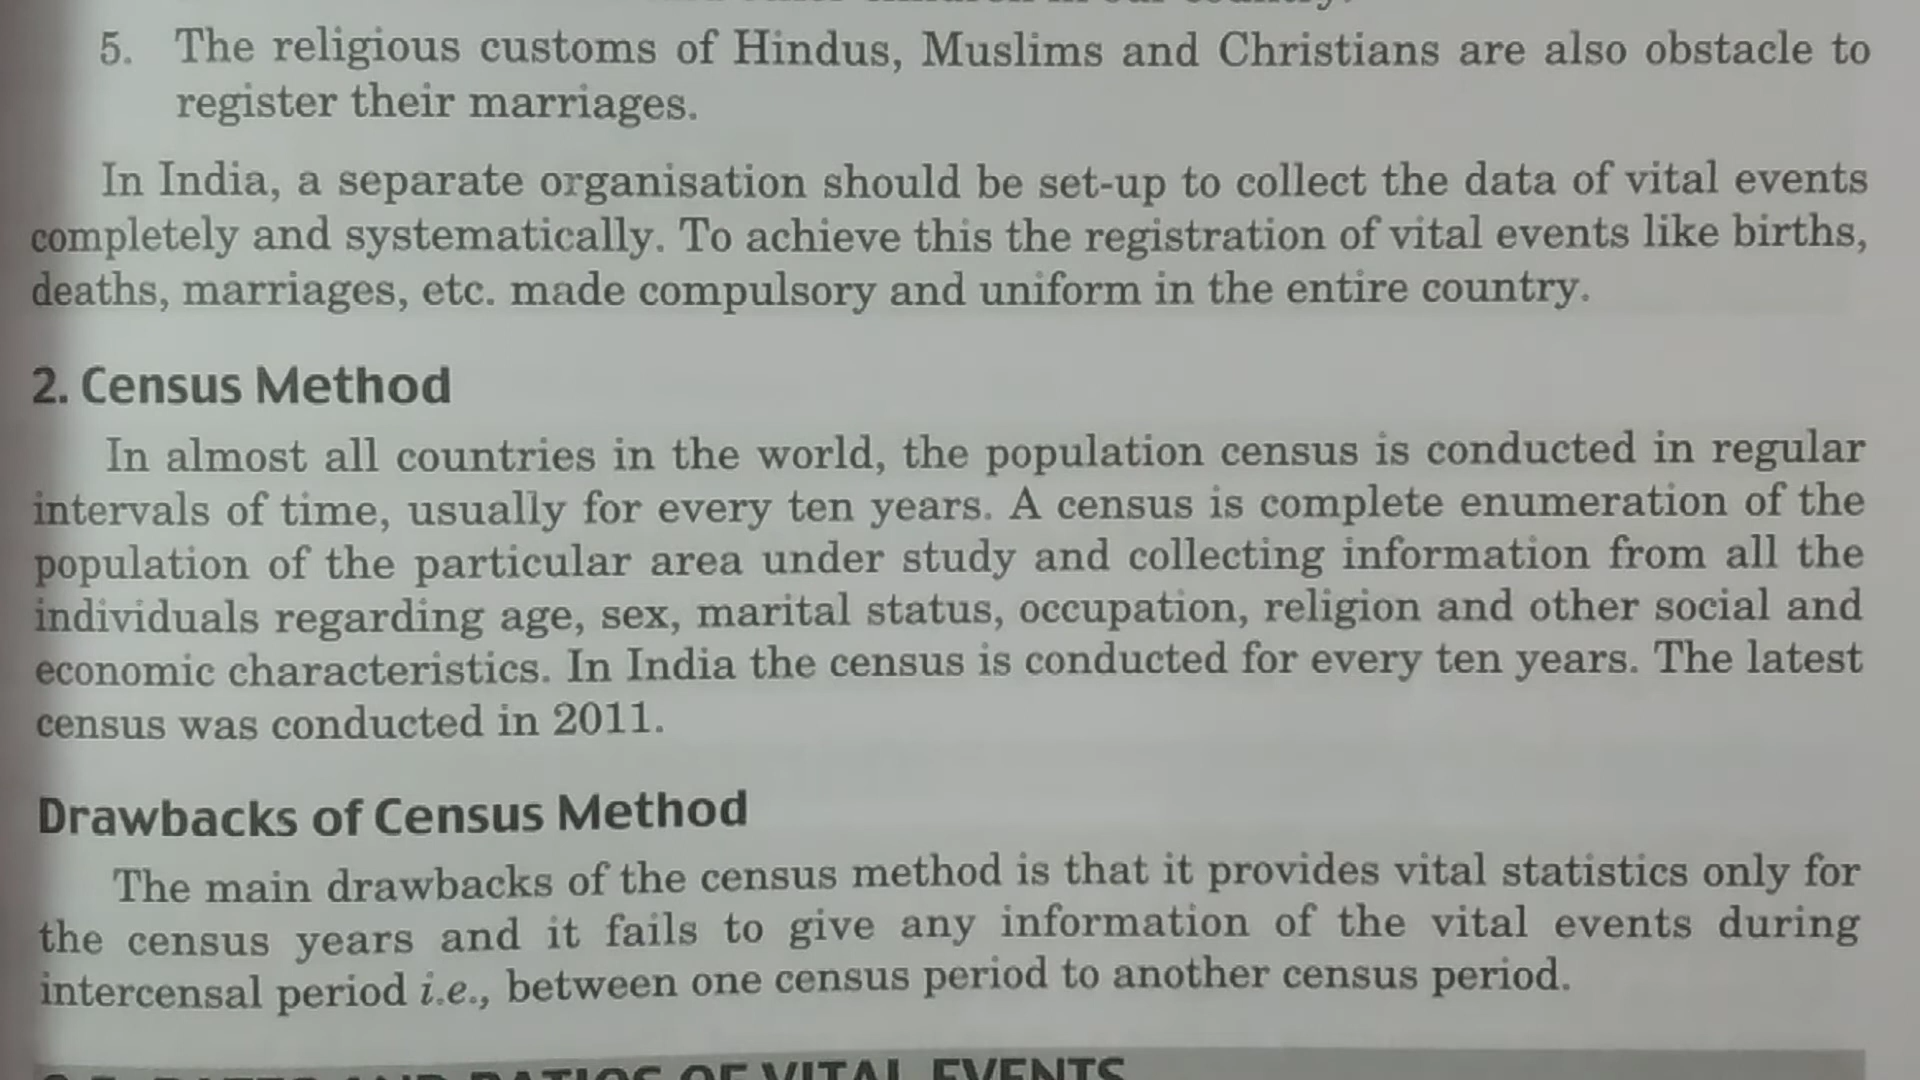 5. The religious customs of Hindus, Muslims and Christians are also obstacle to
register their marriages.
In India, a separate organisation should be set-up to collect the data of vital events
completely and systematically. To achieve this the registration of vital events like births,
deaths, marriages, etc. made compulsory and uniform in the entire country.
2. Census Method
In almost all countries in the world, the population census is conducted in regular
intervals of time, usually for every ten years. A census is complete enumeration of the
population of the particular area under study and collecting information from all the
individuals regarding age, sex, marital status, occupation, religion and other social and
economic characteristics. In India the census is conducted for every ten years. The latest
census was conducted in 2011.
Drawbacks of Census Method
The main drawbacks of the census method is that it provides vital statistics only for
the census years and it fails to give any information of the vital events during
intercensal period i.e., between one census period to another census period.
RATIOS OF VITAL EVENTS